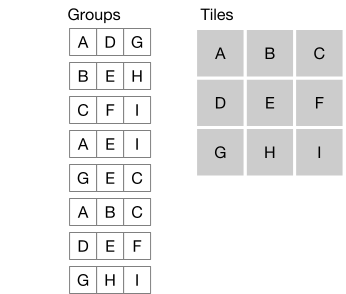 Groups
A D G
B E H
C F I
A E I
G E C
A B C
D E F
G H I
Tiles
A B C
D E F
G H I